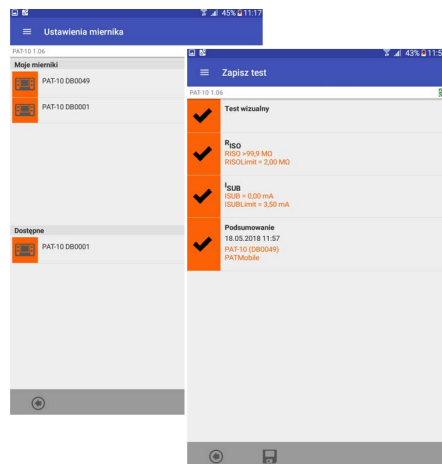 45% 11:17
Ustawienia miernika
PAT-10 1.06
Moje mierniki
PAT-10 DB0049
PAT-10 DB0001
Dostępne
PAT-10 DB0001
43% 11:5
Zapisz test
PAT-10 1.06
Test wizualny
RISO
RISO >99,9 MΩ
RISOLimit = 2,00 MΩ
ISUB
ISUB = 0,00 mA
ISUBLimit = 3,50 mA
Podsumowanie
18.05.2018 11:57
PAT-10 (DB0049)
PATMobile